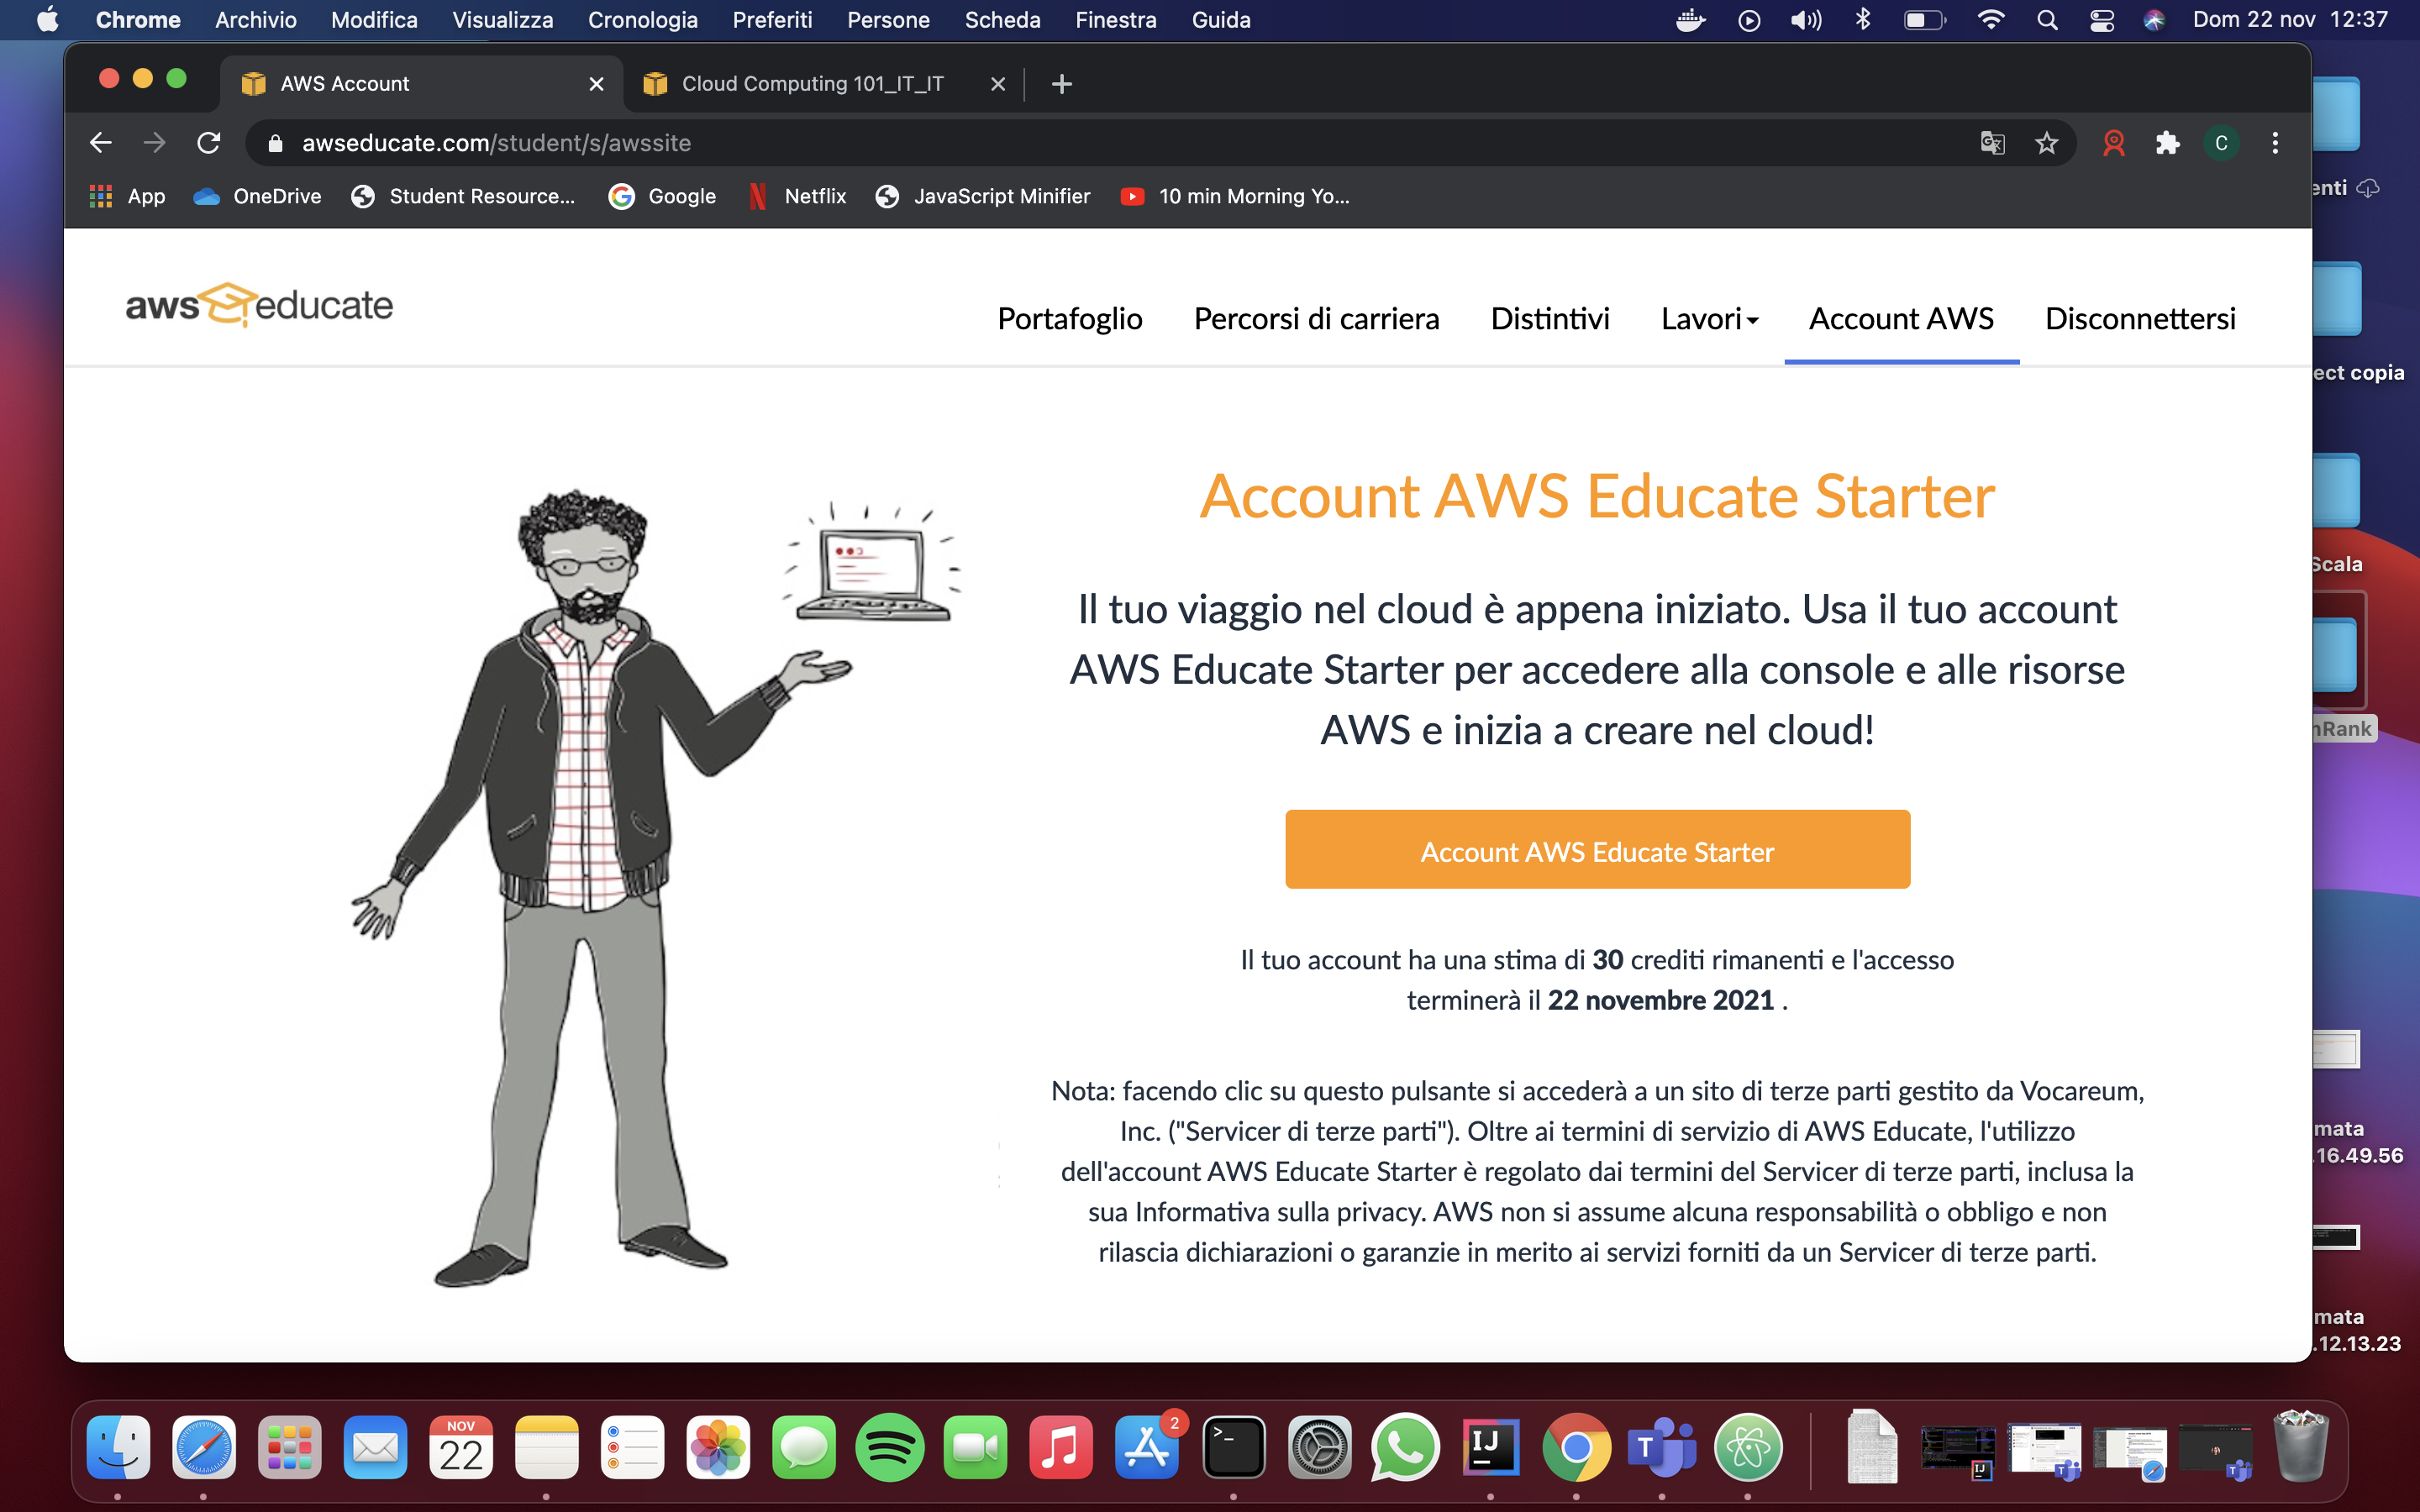 Chrome Archivio Modifica Visualizza Cronologia Preferiti Persone Scheda Finestra Guida Dom 22 nov 12:37
AWS Account Cloud Computing 101_IT_IT
awseducate.com/student/s/awssite C
App OneDrive Student Resource... Google Netflix JavaScript Minifier 10 min Morning Yo...
enti
aws educate
Portafoglio Percorsi di carriera Distintivi Lavori Account AWS Disconnettersi
ect copia
Account AWS Educate Starter
Scala
Il tuo viaggio nel cloud è appena iniziato. Usa il tuo account
AWS Educate Starter per accedere alla console e alle risorse
AWS e inizia a creare nel cloud!
nRank
Account AWS Educate Starter
Il tuo account ha una stima di 30 crediti rimanenti e l'accesso
terminerà il 22 novembre 2021 .
Nota: facendo clic su questo pulsante si accederà a un sito di terze parti gestito da Vocareum,
Inc. ("Servicer di terze parti"). Oltre ai termini di servizio di AWS Educate, l'utilizzo
dell'account AWS Educate Starter è regolato dai termini del Servicer di terze parti, inclusa la
sua Informativa sulla privacy. AWS non si assume alcuna responsabilità o obbligo e non
rilascia dichiarazioni o garanzie in merito ai servizi forniti da un Servicer di terze parti.
mata
.16.49.56
mata
.12.13.23
NOV
22
2
>_
IJ
T